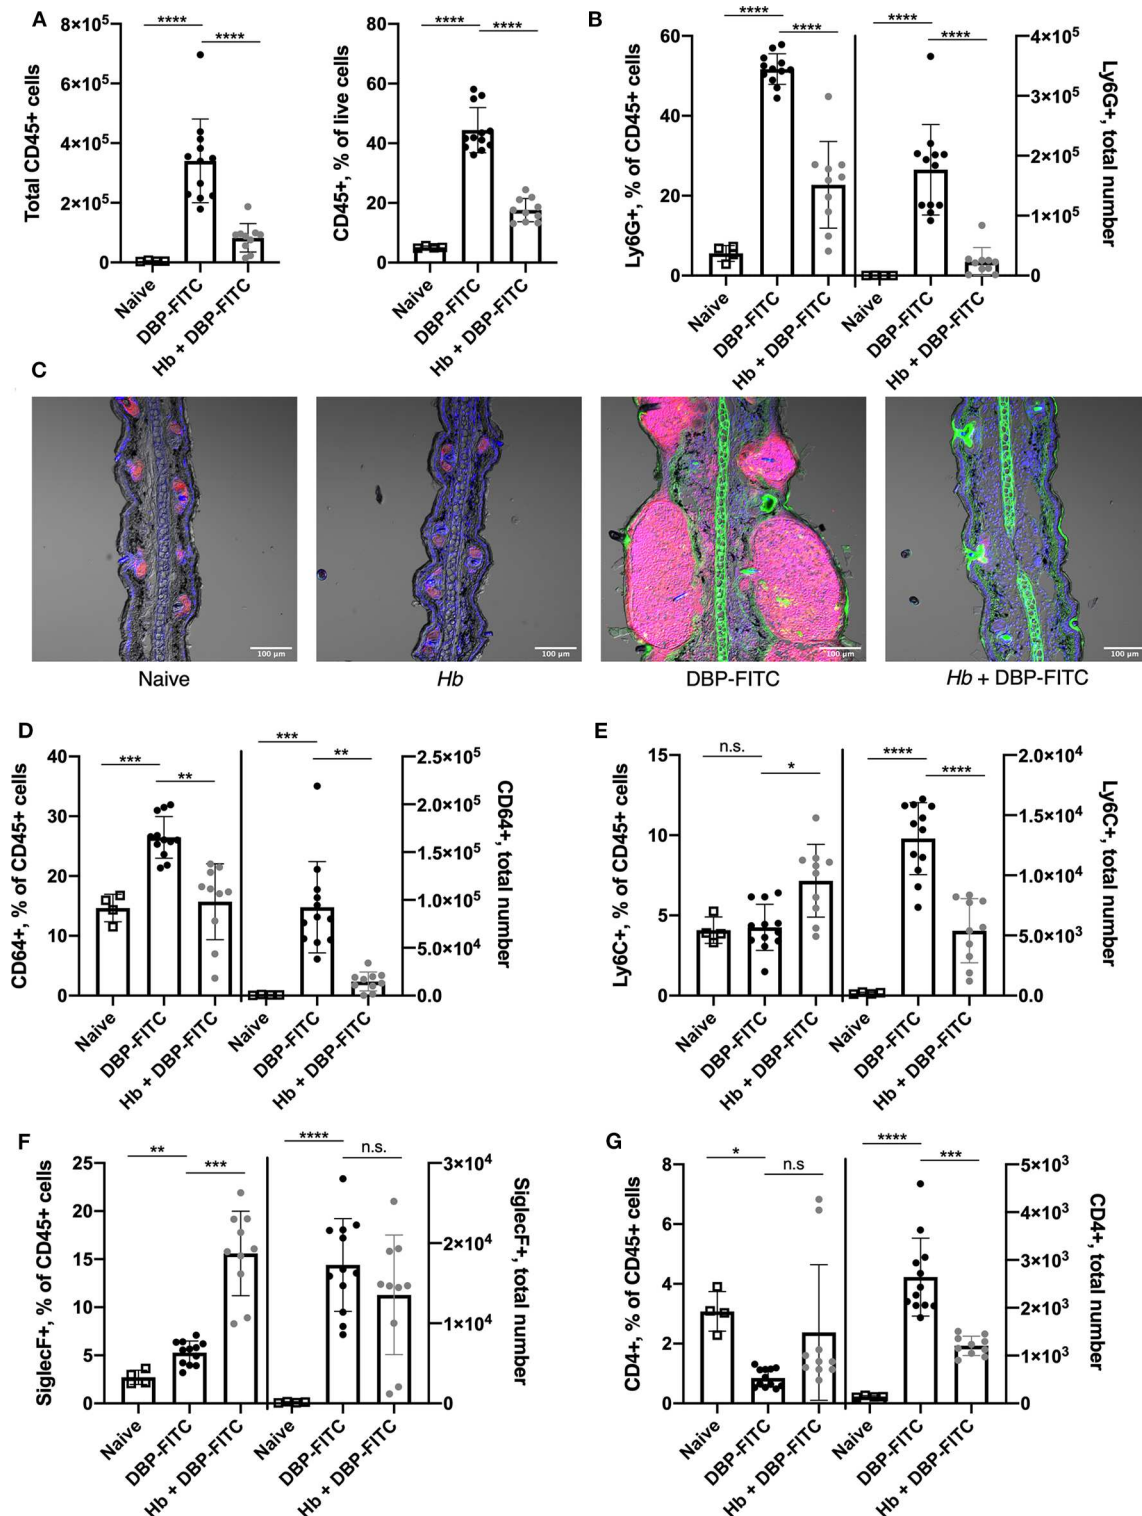 A
Total CD45+ cells
8×10⁵
6×10⁵
4×10⁵
2×10⁵
0
****
****
Naive
DBP-FITC
Hb + DBP-FITC
CD45+, % of live cells
80
60
40
20
0
****
****
Naive
DBP-FITC
Hb + DBP-FITC
B
Ly6G+, % of CD45+ cells
60
40
20
0
****
****
****
****
4×10⁵
3×10⁵
2×10⁵
1×10⁵
0
Ly6G+, total number
Naive
DBP-FITC
Hb + DBP-FITC
Naive
DBP-FITC
Hb + DBP-FITC
C
100 µm
100 µm
100 µm
100 µm
Naive
Hb
DBP-FITC
Hb + DBP-FITC
D
CD64+, % of CD45+ cells
40
30
20
10
0
***
**
***
**
2.5×10⁵
2.0×10⁵
1.5×10⁵
1.0×10⁵
5.0×10⁴
0.0
CD64+, total number
Naive
DBP-FITC
Hb + DBP-FITC
Naive
DBP-FITC
Hb + DBP-FITC
E
Ly6C+, % of CD45+ cells
15
10
5
0
n.s.
*
****
****
2.0×10⁴
1.5×10⁴
1.0×10⁴
5.0×10³
0.0
Ly6C+, total number
Naive
DBP-FITC
Hb + DBP-FITC
Naive
DBP-FITC
Hb + DBP-FITC
F
SiglecF+, % of CD45+ cells
25
20
15
10
5
0
**
***
****
n.s.
3×10⁴
2×10⁴
1×10⁴
0
SiglecF+, total number
Naive
DBP-FITC
Hb + DBP-FITC
Naive
DBP-FITC
Hb + DBP-FITC
G
CD4+, % of CD45+ cells
8
6
4
2
0
*
n.s
****
***
5×10³
4×10³
3×10³
2×10³
1×10³
0
CD4+, total number
Naive
DBP-FITC
Hb + DBP-FITC
Naive
DBP-FITC
Hb + DBP-FITC